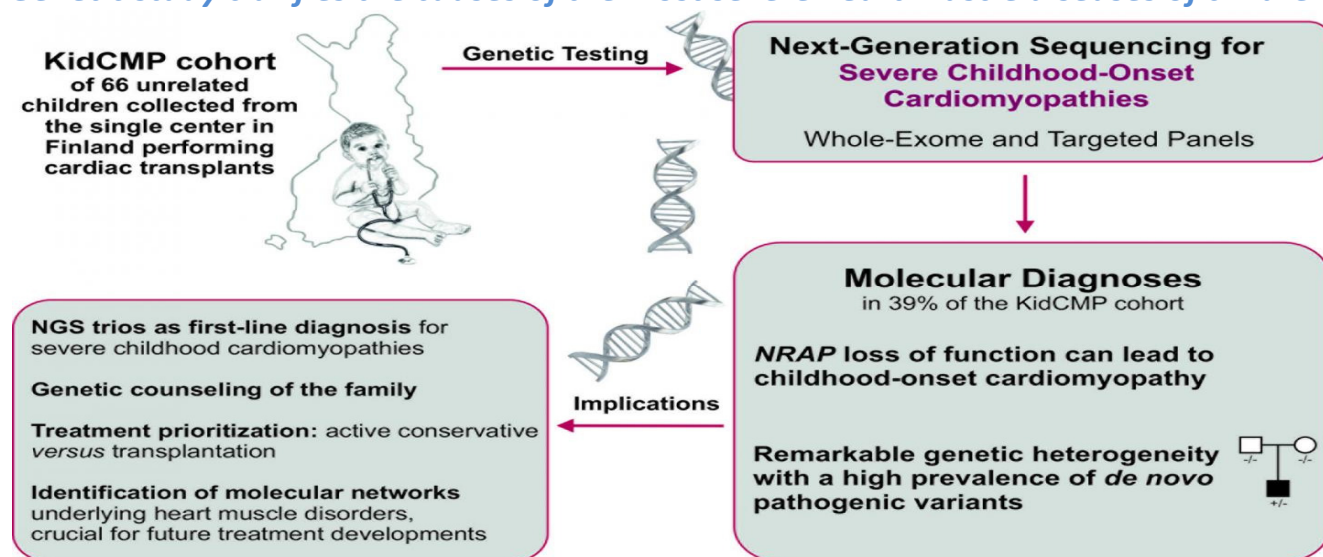 KidCMP cohort
of 66 unrelated
children collected from
the single center in
Finland performing
cardiac transplants
Genetic Testing
Next-Generation Sequencing for
Severe Childhood-Onset
Cardiomyopathies
Whole-Exome and Targeted Panels
Molecular Diagnoses
in 39% of the KidCMP cohort
NRAP loss of function can lead to
childhood-onset cardiomyopathy
Remarkable genetic heterogeneity
with a high prevalence of de novo
pathogenic variants
-/-
-/-
+/-
Implications
NGS trios as first-line diagnosis for
severe childhood cardiomyopathies
Genetic counseling of the family
Treatment prioritization: active conservative
versus transplantation
Identification of molecular networks
underlying heart muscle disorders,
crucial for future treatment developments